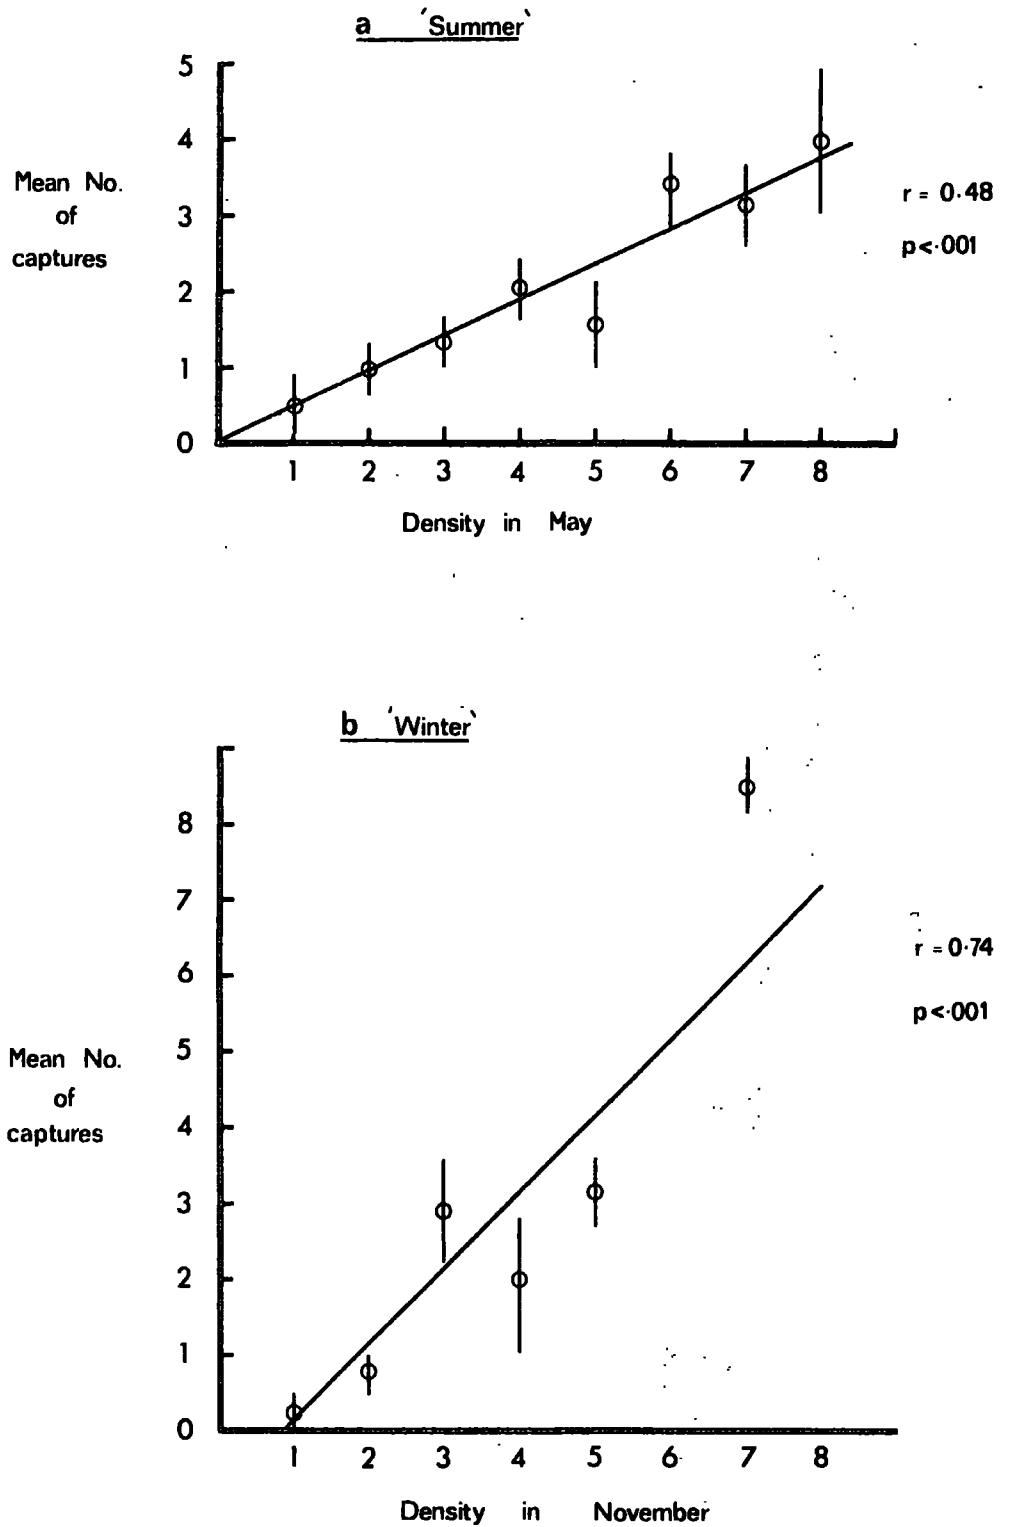 a ′Summer‵
5
4
3
2
1
0
Mean No.
of
captures
r = 0·48
p<·001
1 2 3 4 5 6 7 8
Density in May
b ′Winter‵
8
7
6
5
4
3
2
1
0
Mean No.
of
captures
r = 0·74
p<·001
1 2 3 4 5 6 7 8
Density in November